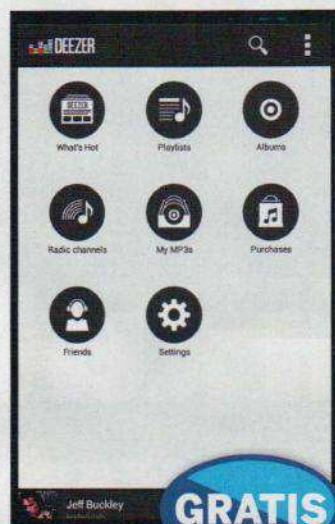 DEEZER
What's Hot
Playlists
Albums
Radio channels
My MP3s
Purchases
Friends
Settings
Jeff Buckley
GRATIS